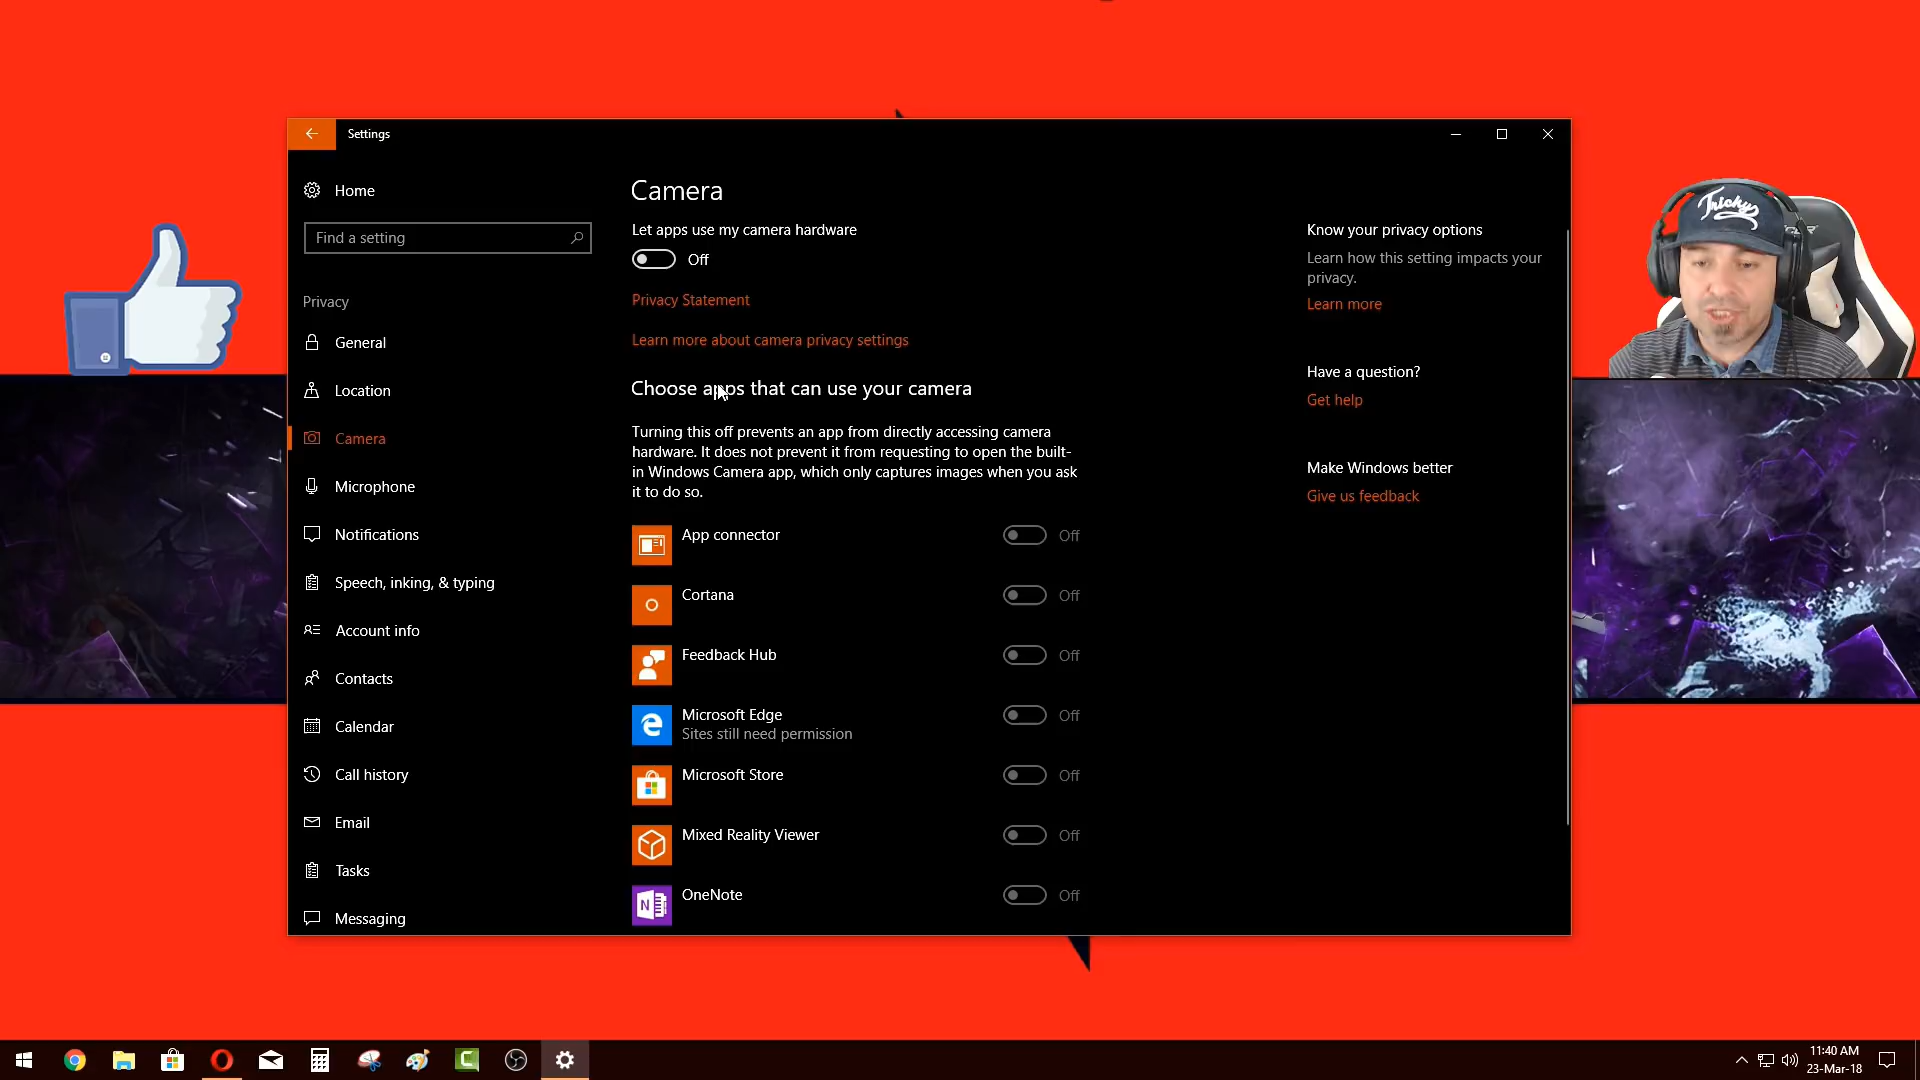 Settings
Home
Find a setting
Privacy
General
Location
Camera
Microphone
Notifications
Speech, inking, & typing
Account info
Contacts
Calendar
Call history
Email
Tasks
Messaging
Camera
Let apps use my camera hardware
Off
Privacy Statement
Learn more about camera privacy settings
Choose apps that can use your camera
Turning this off prevents an app from directly accessing camera
hardware. It does not prevent it from requesting to open the built-
in Windows Camera app, which only captures images when you ask
it to do so.
App connector Off
Cortana Off
Feedback Hub Off
Microsoft Edge Off
Sites still need permission
Microsoft Store Off
Mixed Reality Viewer Off
OneNote Off
Know your privacy options
Learn how this setting impacts your
privacy.
Learn more
Have a question?
Get help
Make Windows better
Give us feedback
Tricky
11:40 AM
23-Mar-18